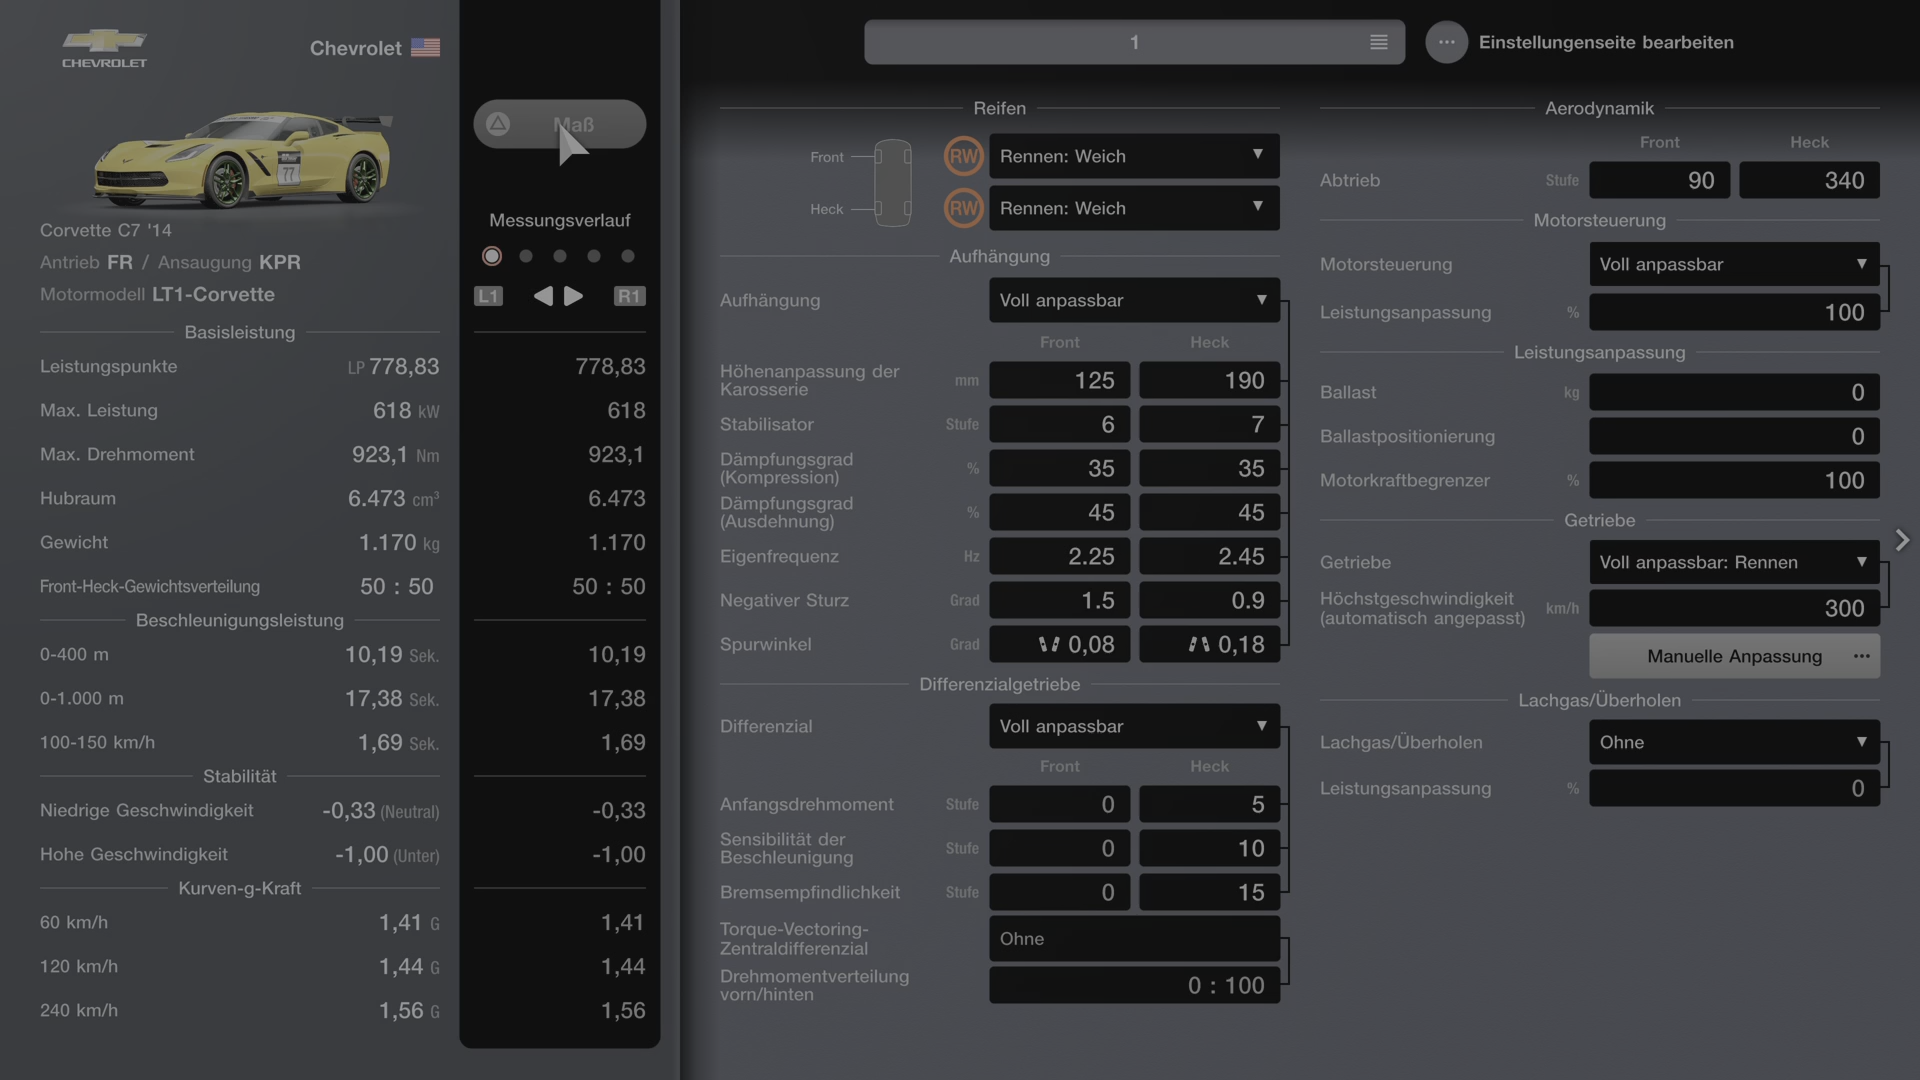 CHEVROLET
Chevrolet
77
Corvette C7 '14
Antrieb FR / Ansaugung KPR
Motormodell LT1-Corvette
Basisleistung
Leistungspunkte LP 778,83
Max. Leistung 618 kW
Max. Drehmoment 923,1 Nm
Hubraum 6.473 cm³
Gewicht 1.170 kg
Front-Heck-Gewichtsverteilung 50 : 50
Beschleunigungsleistung
0-400 m 10,19 Sek.
0-1.000 m 17,38 Sek.
100-150 km/h 1,69 Sek.
Stabilität
Niedrige Geschwindigkeit -0,33 (Neutral)
Hohe Geschwindigkeit -1,00 (Unter)
Kurven-g-Kraft
60 km/h 1,41 G
120 km/h 1,44 G
240 km/h 1,56 G
Maß
Messungsverlauf
L1 R1
778,83
618
923,1
6.473
1.170
50 : 50
10,19
17,38
1,69
-0,33
-1,00
1,41
1,44
1,56
1
Einstellungenseite bearbeiten
Reifen
Front RW Rennen: Weich
Heck RW Rennen: Weich
Aufhängung
Aufhängung Voll anpassbar
Front Heck
Höhenanpassung der
Karosserie mm 125 190
Stabilisator Stufe 6 7
Dämpfungsgrad
(Kompression) % 35 35
Dämpfungsgrad
(Ausdehnung) % 45 45
Eigenfrequenz Hz 2.25 2.45
Negativer Sturz Grad 1.5 0.9
Spurwinkel Grad 0,08 0,18
Differenzialgetriebe
Differenzial Voll anpassbar
Front Heck
Anfangsdrehmoment Stufe 0 5
Sensibilität der
Beschleunigung Stufe 0 10
Bremsempfindlichkeit Stufe 0 15
Torque-Vectoring-
Zentraldifferenzial Ohne
Drehmomentverteilung
vorn/hinten 0 : 100
Aerodynamik
Front Heck
Abtrieb Stufe 90 340
Motorsteuerung
Motorsteuerung Voll anpassbar
Leistungsanpassung % 100
Leistungsanpassung
Ballast kg 0
Ballastpositionierung 0
Motorkraftbegrenzer % 100
Getriebe
Getriebe Voll anpassbar: Rennen
Höchstgeschwindigkeit
(automatisch angepasst) km/h 300
Manuelle Anpassung ...
Lachgas/Überholen
Lachgas/Überholen Ohne
Leistungsanpassung % 0